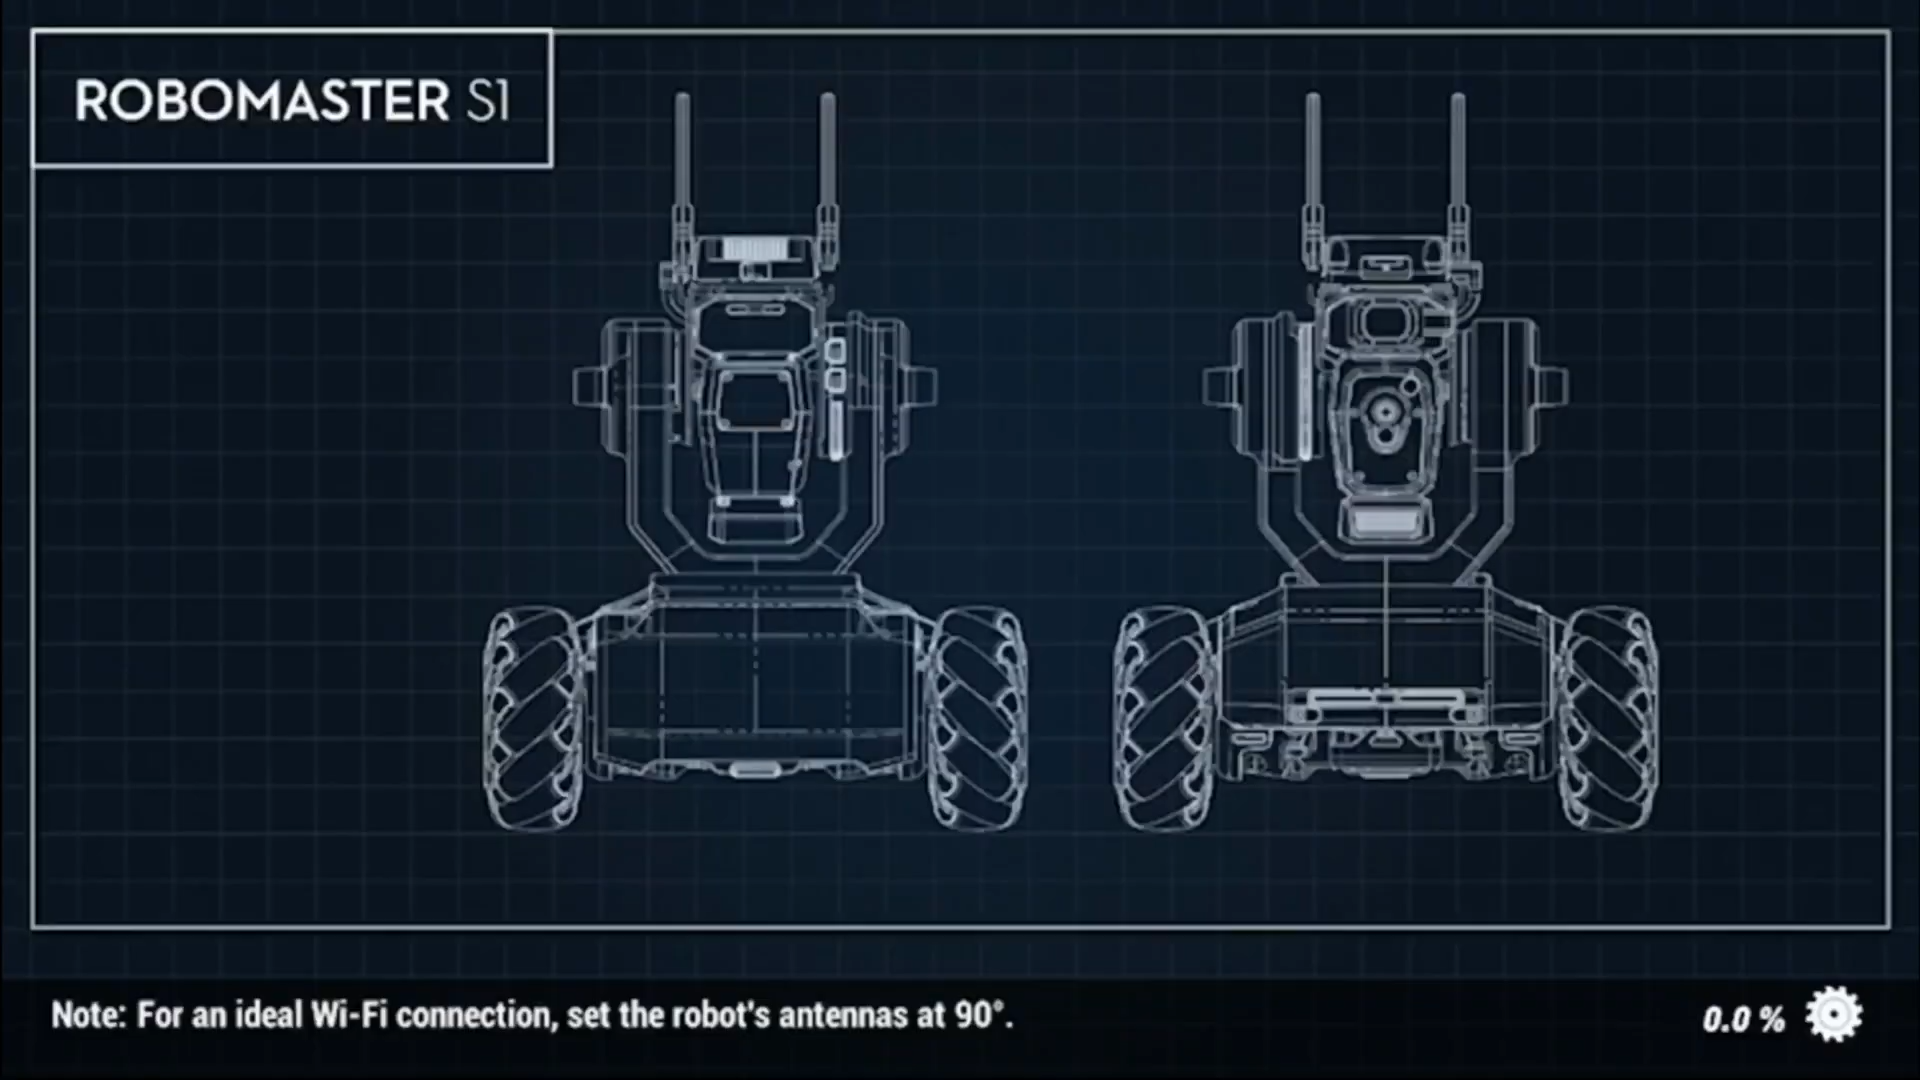 ROBOMASTER S1
Note: For an ideal Wi-Fi connection, set the robot's antennas at 90°.
0.0 %